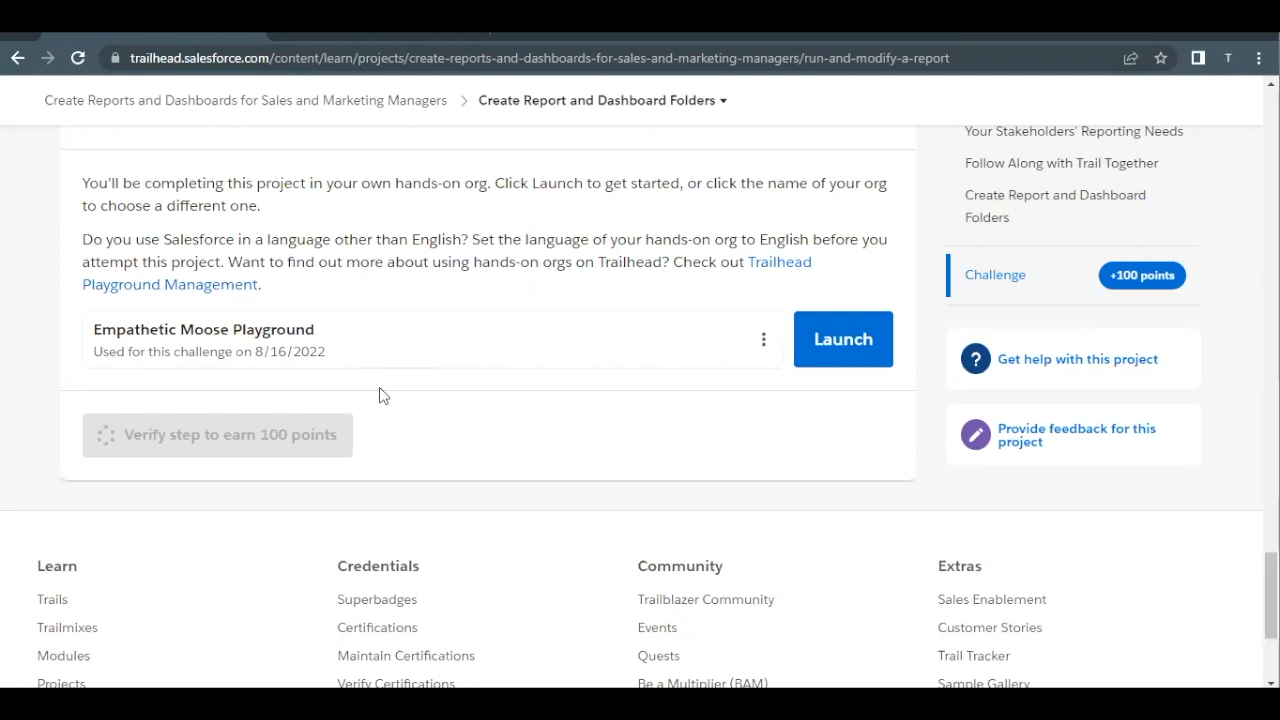 trailhead.salesforce.com/content/learn/projects/create-reports-and-dashboards-for-sales-and-marketing-managers/run-and-modify-a-report
T
Create Reports and Dashboards for Sales and Marketing Managers > Create Report and Dashboard Folders
You'll be completing this project in your own hands-on org. Click Launch to get started, or click the name of your org
to choose a different one.
Do you use Salesforce in a language other than English? Set the language of your hands-on org to English before you
attempt this project. Want to find out more about using hands-on orgs on Trailhead? Check out Trailhead
Playground Management.
Empathetic Moose Playground
Used for this challenge on 8/16/2022
Launch
Verify step to earn 100 points
Your Stakeholders' Reporting Needs
Follow Along with Trail Together
Create Report and Dashboard
Folders
Challenge +100 points
? Get help with this project
Provide feedback for this
project
Learn Credentials Community Extras
Trails Superbadges Trailblazer Community Sales Enablement
Trailmixes Certifications Events Customer Stories
Modules Maintain Certifications Quests Trail Tracker
Projects Verify Certifications Be a Multiplier (BAM) Sample Gallery